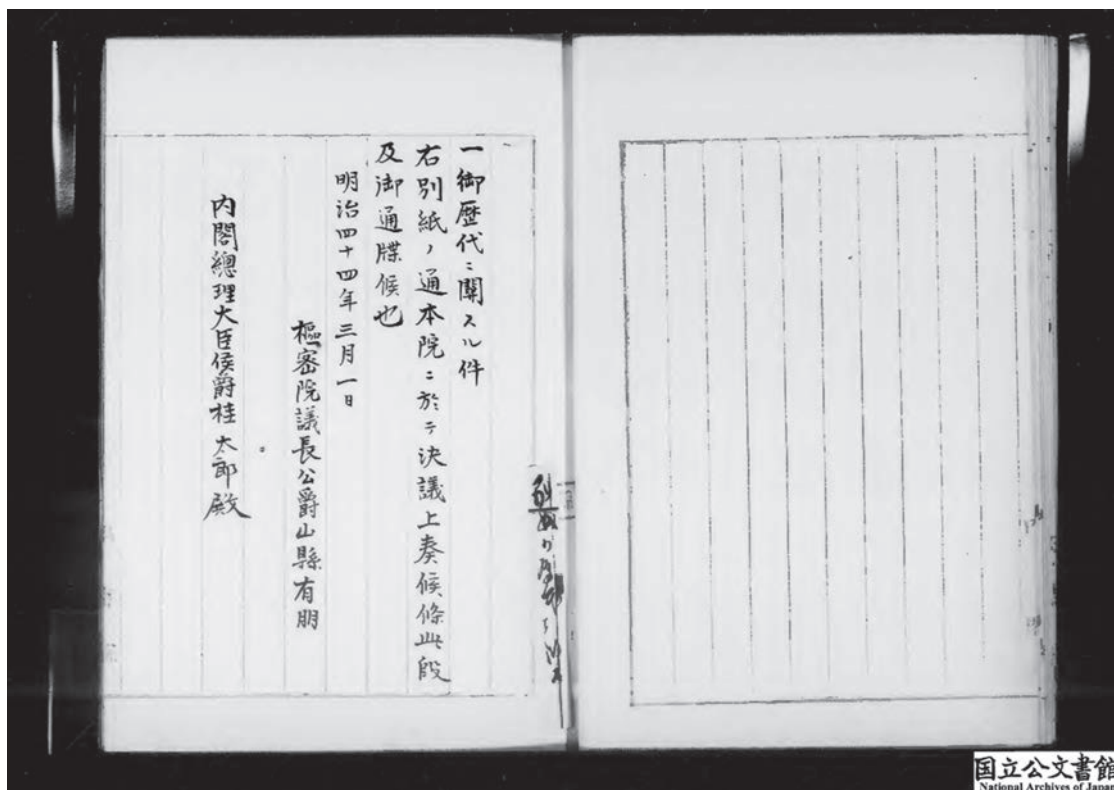 一御歴代ニ關スル件
右別紙ノ通本院ニ於テ決議上奏候條此段
及御通牒候也
明治四十四年三月一日
樞密院議長公爵山縣有朋
内閣總理大臣侯爵桂太郎殿
国立公文書館
National Archives of Japan